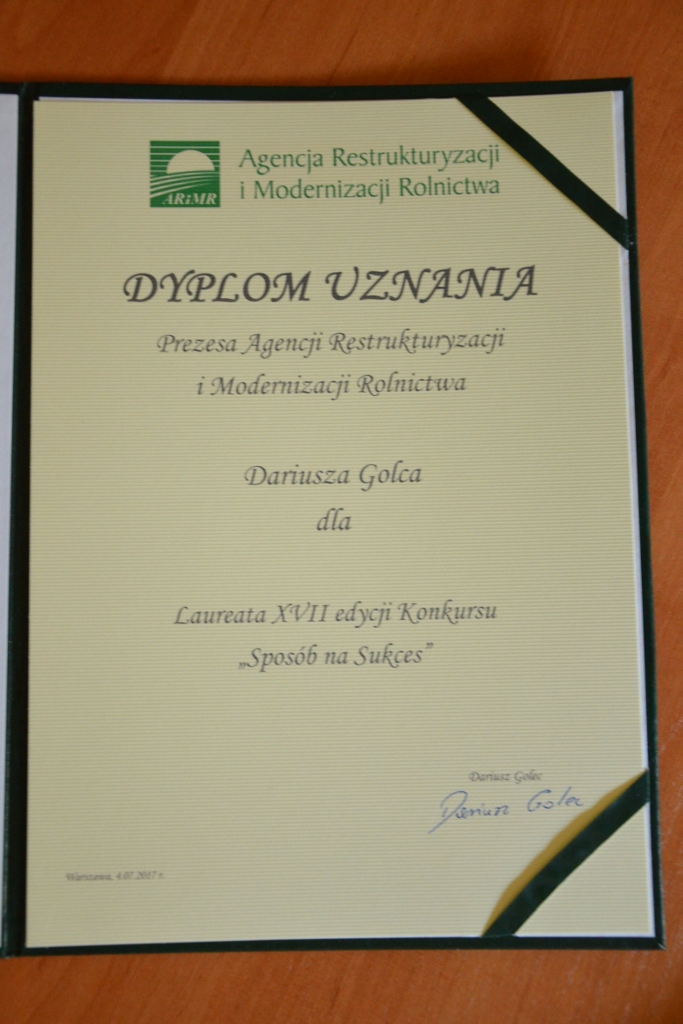 ARiMR
Agencja Restrukturyzacji
i Modernizacji Rolnictwa
DYPLOM UZNANIA
Prezesa Agencji Restrukturyzacji
i Modernizacji Rolnictwa
Dariusza Golca
dla
Laureata XVII edycji Konkursu
„Sposób na Sukces”
Dariusz Golec
Dariusz Golec
Warszawa, 4.07.2017 r.